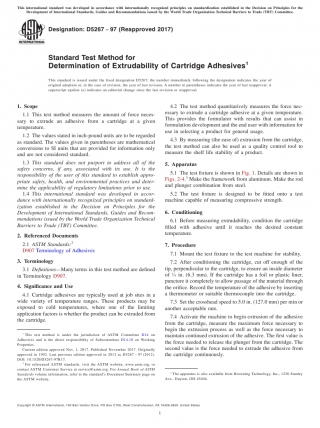 This international standard was developed in accordance with internationally recognized principles on standardization established in the Decision on Principles for the
Development of International Standards, Guides and Recommendations issued by the World Trade Organization Technical Barriers to Trade (TBT) Committee.
Designation: D5267 − 97 (Reapproved 2017)
Standard Test Method for
Determination of Extrudability of Cartridge Adhesives¹
This standard is issued under the fixed designation D5267; the number immediately following the designation indicates the year of
original adoption or, in the case of revision, the year of last revision. A number in parentheses indicates the year of last reapproval. A
superscript epsilon (ε) indicates an editorial change since the last revision or reapproval.
1. Scope
1.1 This test method measures the amount of force neces-
sary to extrude an adhesive from a cartridge at a given
temperature.
1.2 The values stated in inch-pound units are to be regarded
as standard. The values given in parentheses are mathematical
conversions to SI units that are provided for information only
and are not considered standard.
1.3 This standard does not purport to address all of the
safety concerns, if any, associated with its use. It is the
responsibility of the user of this standard to establish appro-
priate safety, health, and environmental practices and deter-
mine the applicability of regulatory limitations prior to use.
1.4 This international standard was developed in accor-
dance with internationally recognized principles on standard-
ization established in the Decision on Principles for the
Development of International Standards, Guides and Recom-
mendations issued by the World Trade Organization Technical
Barriers to Trade (TBT) Committee.
2. Referenced Documents
2.1 ASTM Standards:²
D907 Terminology of Adhesives
3. Terminology
3.1 Definitions—Many terms in this test method are defined
in Terminology D907.
4. Significance and Use
4.1 Cartridge adhesives are typically used at job sites in a
wide variety of temperature ranges. These products may be
exposed to cold temperatures, where one of the limiting
application factors is whether the product can be extruded from
the cartridge.
¹ This test method is under the jurisdiction of ASTM Committee D14 on
Adhesives and is the direct responsibility of Subcommittee D14.10 on Working
Properties.
Current edition approved Nov. 1, 2017. Published November 2017. Originally
approved in 1992. Last previous edition approved in 2012 as D5267 – 97 (2012).
DOI: 10.1520/D5267-97R17.
² For referenced ASTM standards, visit the ASTM website, www.astm.org, or
contact ASTM Customer Service at service@astm.org. For Annual Book of ASTM
Standards volume information, refer to the standard's Document Summary page on
the ASTM website.
4.2 The test method quantitatively measures the force nec-
essary to extrude a cartridge adhesive at a given temperature.
This provides the formulator with results that can assist in
formulation development and the end user with information for
use in selecting a product for general usage.
4.3 By measuring the ease of extrusion from the cartridge,
the test method can also be used as a quality control tool to
measure the shelf life stability of a product.
5. Apparatus
5.1 The test fixture is shown in Fig. 1. Details are shown in
Figs. 2-4.³ Make the framework from aluminum. Make the rod
and plunger combination from steel.
5.2 The test fixture is designed to be fitted onto a test
machine capable of measuring compressive strength.
6. Conditioning
6.1 Before measuring extrudability, condition the cartridge
filled with adhesive until it reaches the desired constant
temperature.
7. Procedure
7.1 Mount the test fixture to the test machine for stability.
7.2 After conditioning the cartridge, cut off enough of the
tip, perpendicular to the cartridge, to ensure an inside diameter
of ¼ in. (6.3 mm). If the cartridge has a foil or plastic liner,
puncture it completely to allow passage of the material through
the orifice. Record the temperature of the adhesive by inserting
a thermometer or suitable thermocouple into the cartridge.
7.3 Set the crosshead speed to 5.0 in. (127.0 mm) per min or
another acceptable rate.
7.4 Activate the machine to begin extrusion of the adhesive
from the cartridge, measure the maximum force necessary to
begin the extrusion process as well as the force necessary to
maintain continued extrusion of the adhesive. The first value is
the force needed to release the plunger from the cartridge. The
second value is the force needed to extrude the adhesive from
the cartridge continuously.
Copyright © ASTM International, 100 Barr Harbor Drive, PO Box C700, West Conshohocken, PA 19428-2959. United States
1